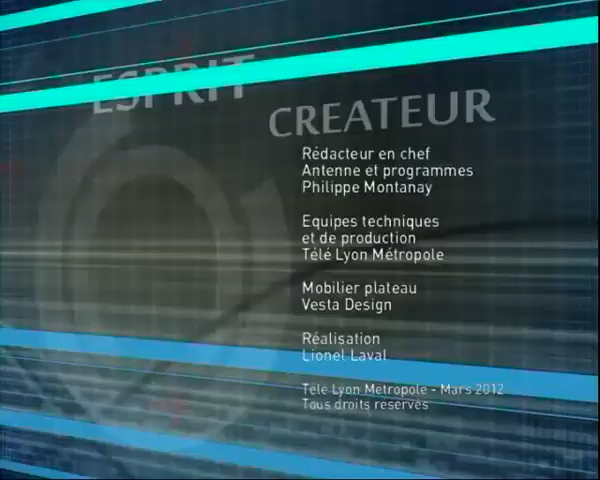 ESPRIT
CREATEUR
Rédacteur en chef
Antenne et programmes
Philippe Montanay
Equipes techniques
et de production
Télé Lyon Métropole
Mobilier plateau
Vesta Design
Réalisation
Lionel Laval
Télé Lyon Métropole - Mars 2012
Tous droits réservés